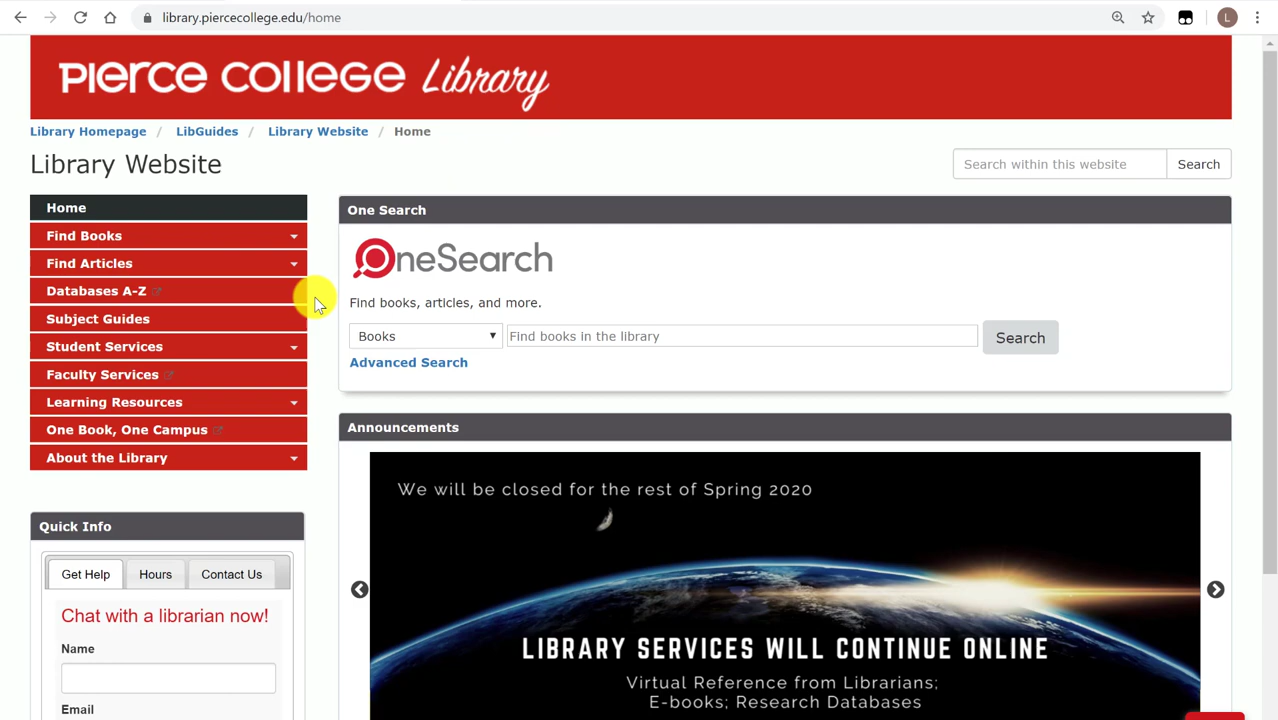 library.piercecollege.edu/home
L
PIERCE COLLEGE Library
Library Homepage / LibGuides / Library Website / Home
Library Website
Search within this website
Search
Home
Find Books
Find Articles
Databases A-Z
Subject Guides
Student Services
Faculty Services
Learning Resources
One Book, One Campus
About the Library
One Search
OneSearch
Find books, articles, and more.
Books
Find books in the library
Search
Advanced Search
Announcements
We will be closed for the rest of Spring 2020
LIBRARY SERVICES WILL CONTINUE ONLINE
Virtual Reference from Librarians;
E-books; Research Databases
Quick Info
Get Help
Hours
Contact Us
Chat with a librarian now!
Name
Email